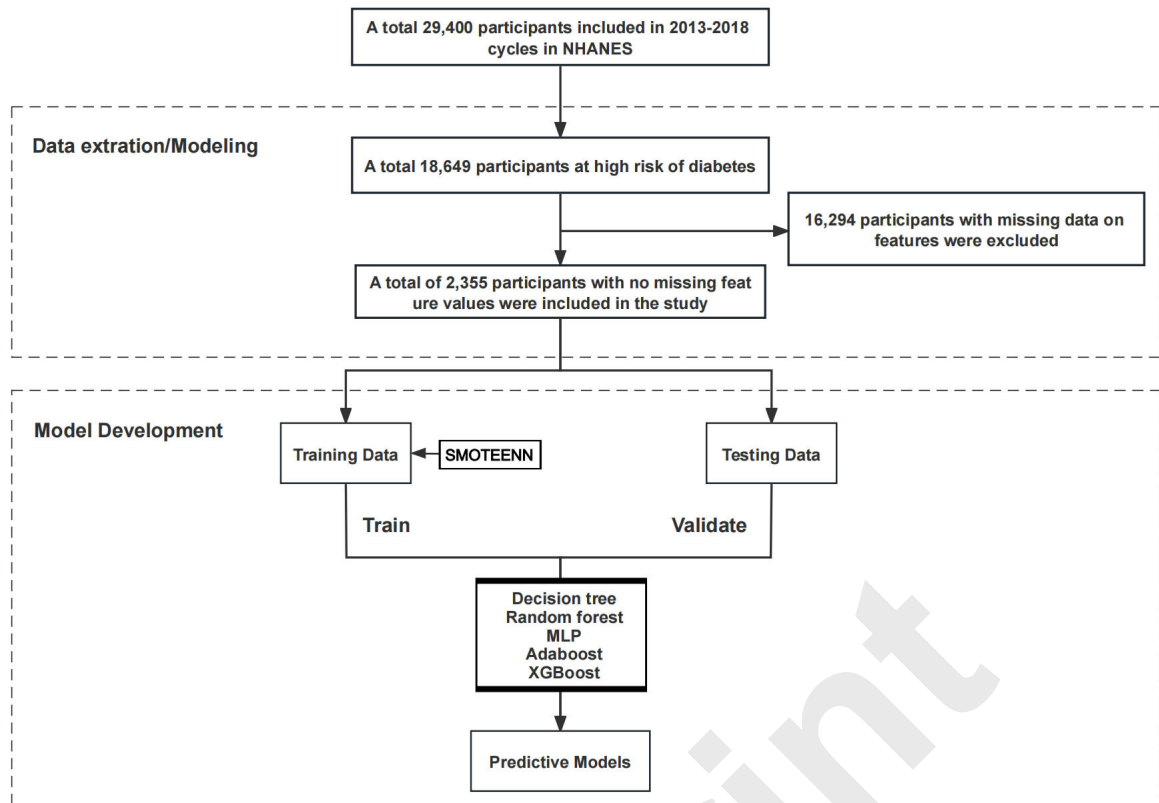 A total 29,400 participants included in 2013-2018
cycles in NHANES
Data extration/Modeling
A total 18,649 participants at high risk of diabetes
16,294 participants with missing data on
features were excluded
A total of 2,355 participants with no missing feat
ure values were included in the study
Model Development
Training Data
SMOTEENN
Testing Data
Train
Validate
Decision tree
Random forest
MLP
Adaboost
XGBoost
Predictive Models
int